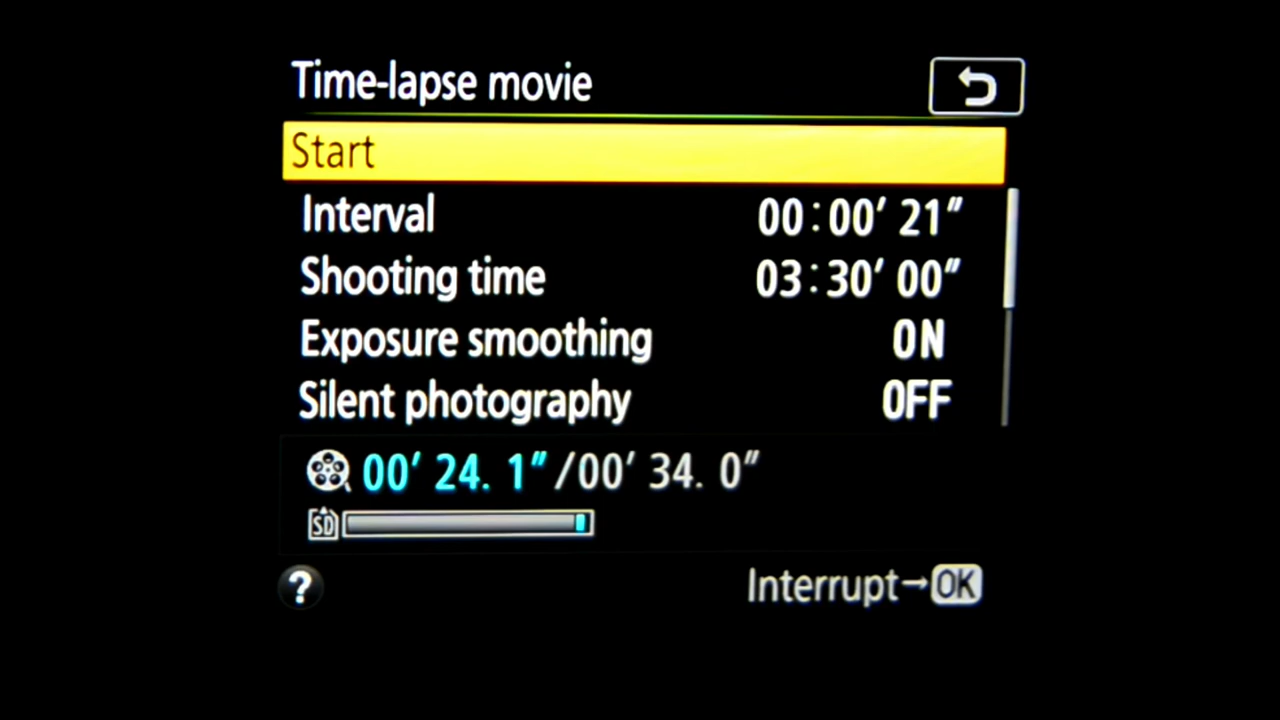 Time-lapse movie
Start
Interval 00:00′ 21″
Shooting time 03:30′ 00″
Exposure smoothing ON
Silent photography OFF
00′ 24. 1″ /00′ 34. 0″
SD
? Interrupt→OK